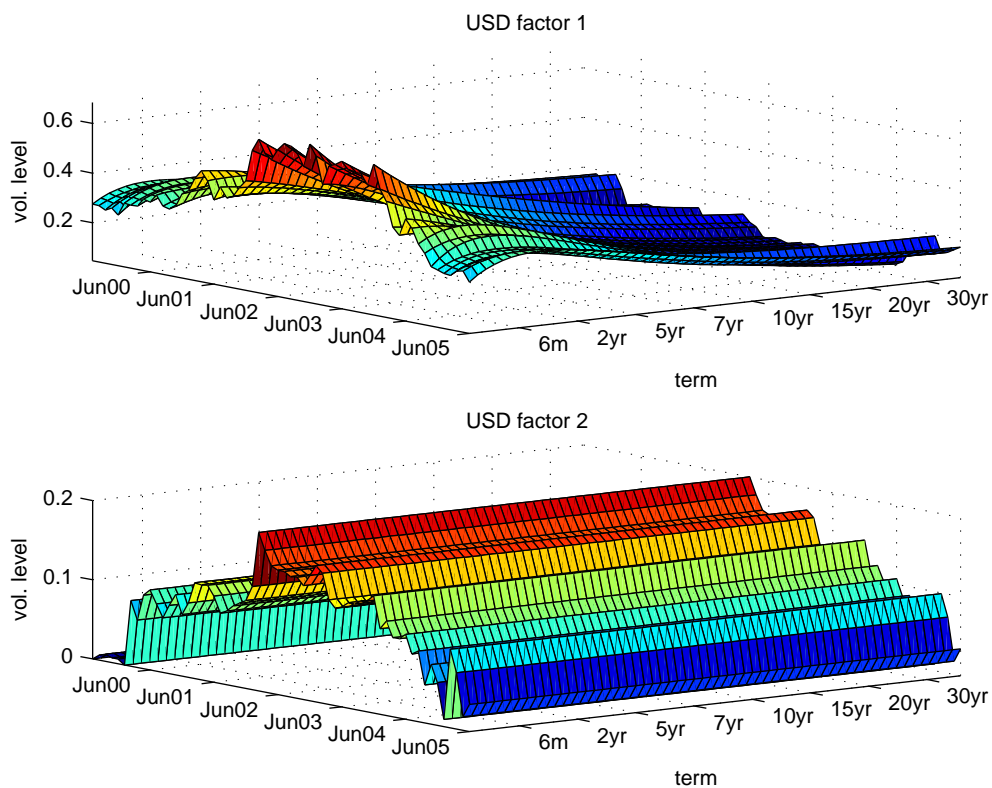 USD factor 1
0.6
0.4
0.2
vol. level
Jun00
Jun01
Jun02
Jun03
Jun04
Jun05
6m
2yr
5yr
7yr
10yr
15yr
20yr
30yr
term
USD factor 2
0.2
0.1
0
vol. level
Jun00
Jun01
Jun02
Jun03
Jun04
Jun05
6m
2yr
5yr
7yr
10yr
15yr
20yr
30yr
term